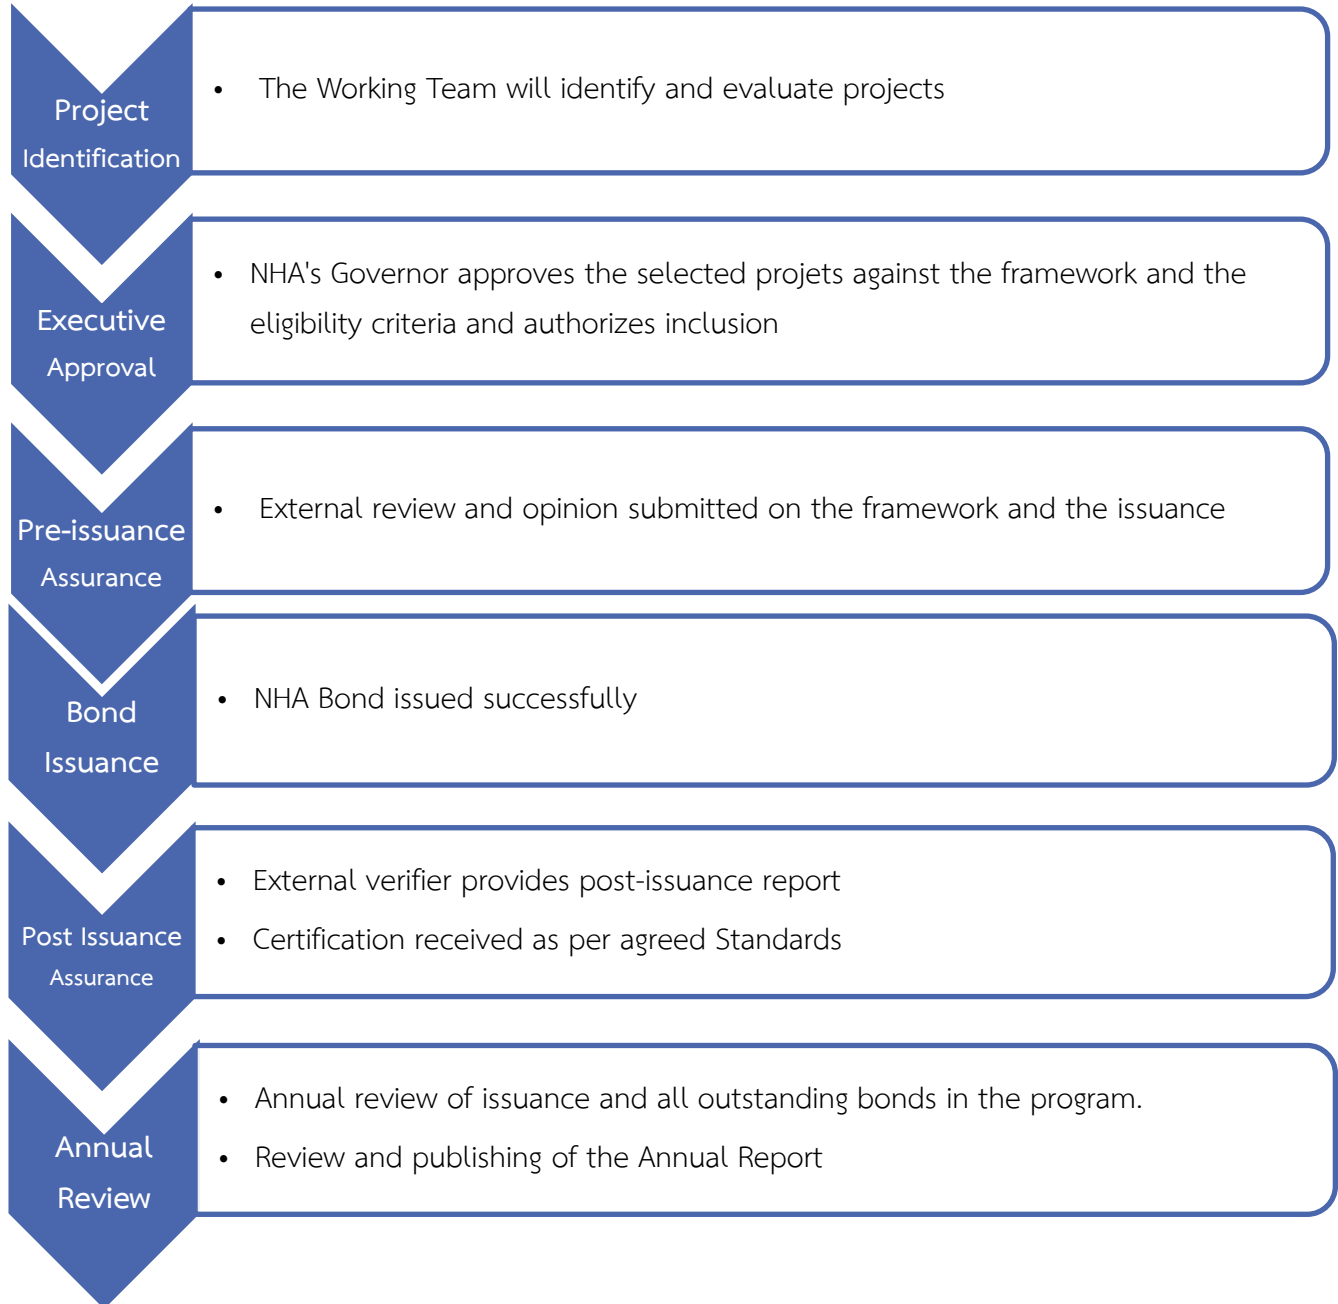 Project
Identification
• The Working Team will identify and evaluate projects
Executive
Approval
• NHA's Governor approves the selected projets against the framework and the
eligibility criteria and authorizes inclusion
Pre-issuance
Assurance
• External review and opinion submitted on the framework and the issuance
Bond
Issuance
• NHA Bond issued successfully
Post Issuance
Assurance
• External verifier provides post-issuance report
• Certification received as per agreed Standards
Annual
Review
• Annual review of issuance and all outstanding bonds in the program.
• Review and publishing of the Annual Report